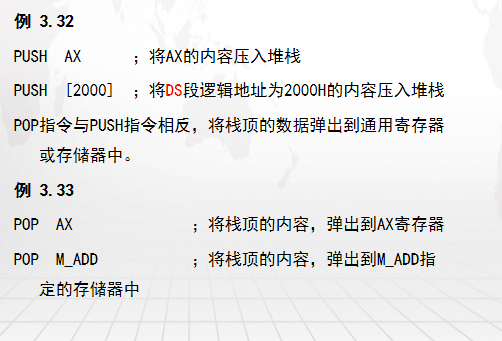 例 3.32
PUSH AX ；将AX的内容压入堆栈
PUSH [2000] ；将DS段逻辑地址为2000H的内容压入堆栈
POP指令与PUSH指令相反，将栈顶的数据弹出到通用寄存器
或存储器中。
例 3.33
POP AX ；将栈顶的内容，弹出到AX寄存器
POP M_ADD ；将栈顶的内容，弹出到M_ADD指
定的存储器中